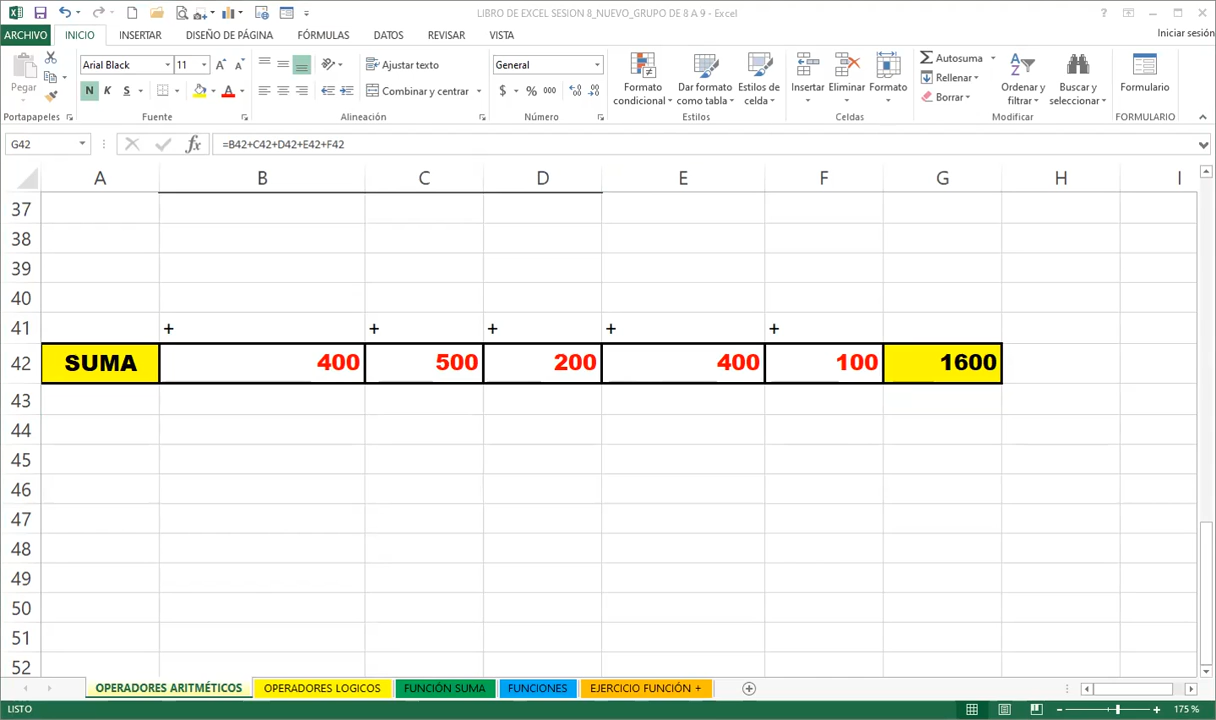 LIBRO DE EXCEL SESION 8_NUEVO_GRUPO DE 8 A 9 - Excel
ARCHIVO INICIO INSERTAR DISEÑO DE PÁGINA FÓRMULAS DATOS REVISAR VISTA Iniciar sesión
Pegar
Arial Black 11
N K S A
Ajustar texto
Combinar y centrar
General
$ % 000
Formato condicional
Dar formato como tabla
Estilos de celda
Insertar
Eliminar
Formato
Autosuma
Rellenar
Borrar
Ordenar y filtrar
Buscar y seleccionar
Formulario
Portapapeles Fuente Alineación Número Estilos Celdas Modificar FORMULARIO
G42 fx =B42+C42+D42+E42+F42
A B C D E F G H I
37
38
39
40
41 + + + + +
42 SUMA 400 500 200 400 100 1600
43
44
45
46
47
48
49
50
51
52
OPERADORES ARITMÉTICOS OPERADORES LOGICOS FUNCIÓN SUMA FUNCIONES EJERCICIO FUNCIÓN +
LISTO 175 %